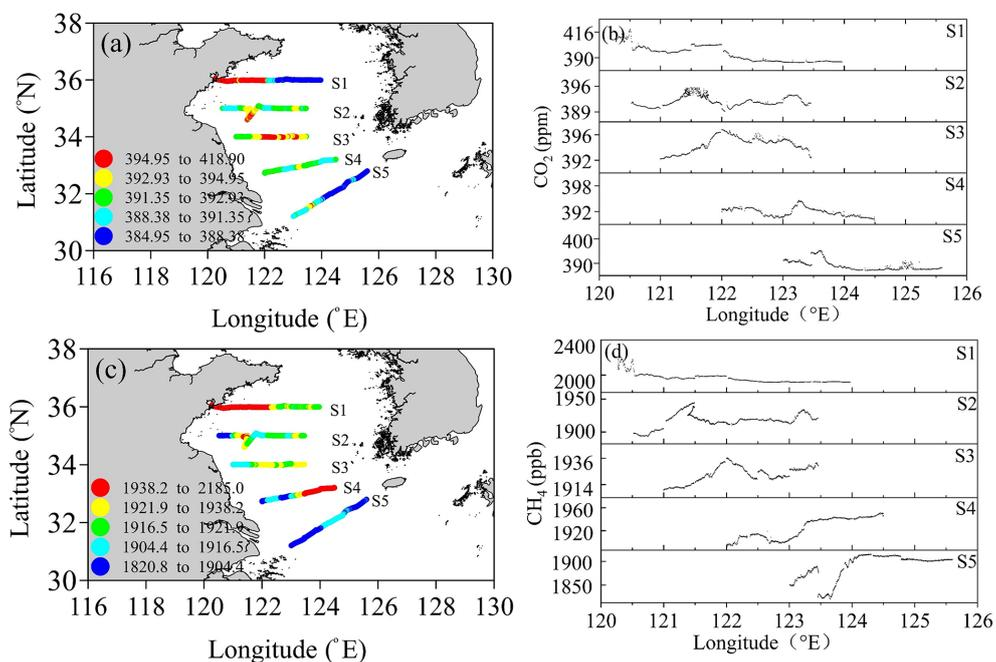 (a)
38
36
34
32
30
Latitude (°N)
S1
S2
S3
S4
S5
394.95 to 418.90
392.93 to 394.95
391.35 to 392.93
388.38 to 391.35
384.95 to 388.38
116 118 120 122 124 126 128 130
Longitude (°E)
(b)
CO2 (ppm)
416
390
S1
396
389
S2
396
392
S3
398
392
S4
400
390
S5
120 121 122 123 124 125 126
Longitude (°E)
(c)
38
36
34
32
30
Latitude (°N)
S1
S2
S3
S4
S5
1938.2 to 2185.0
1921.9 to 1938.2
1916.5 to 1921.9
1904.4 to 1916.5
1820.8 to 1904.4
116 118 120 122 124 126 128 130
Longitude (°E)
(d)
CH4 (ppb)
2400
2000
S1
1950
1900
S2
1936
1914
S3
1960
1920
S4
1900
1850
S5
120 121 122 123 124 125 126
Longitude (°E)